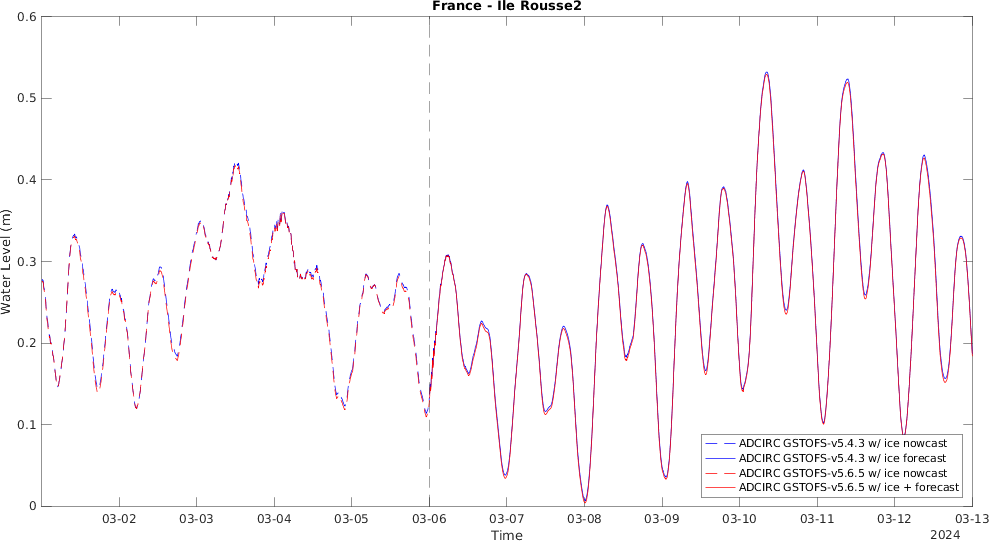 France - Ile Rousse2
Water Level (m)
0.6
0.5
0.4
0.3
0.2
0.1
0
ADCIRC GSTOFS-v5.4.3 w/ ice nowcast
ADCIRC GSTOFS-v5.4.3 w/ ice forecast
ADCIRC GSTOFS-v5.6.5 w/ ice nowcast
ADCIRC GSTOFS-v5.6.5 w/ ice + forecast
03-02 03-03 03-04 03-05 03-06 03-07 03-08 03-09 03-10 03-11 03-12 03-13
Time
2024